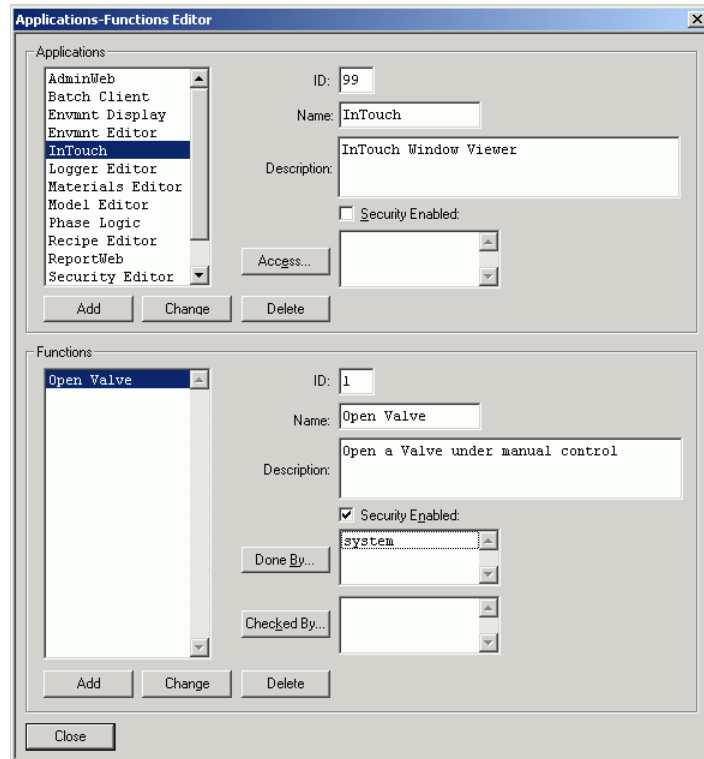 Applications-Functions Editor
Applications
AdminWeb
Batch Client
Envmnt Display
Envmnt Editor
InTouch
Logger Editor
Materials Editor
Model Editor
Phase Logic
Recipe Editor
ReportWeb
Security Editor
ID: 99
Name: InTouch
Description: InTouch Window Viewer
Security Enabled:
Access...
Add Change Delete
Functions
Open Valve
ID: 1
Name: Open Valve
Description: Open a Valve under manual control
Security Enabled:
Done By... system
Checked By...
Add Change Delete
Close